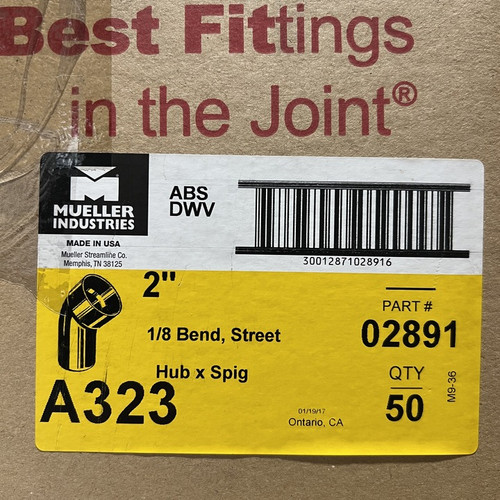 Best Fittings
in the Joint®
MUELLER
INDUSTRIES
MADE IN USA
Mueller Streamline Co.
Memphis, TN 38125
ABS
DWV
30012871028916
2"
1/8 Bend, Street
Hub x Spig
A323
PART #
02891
QTY
50
M9-36
01/19/17
Ontario, CA